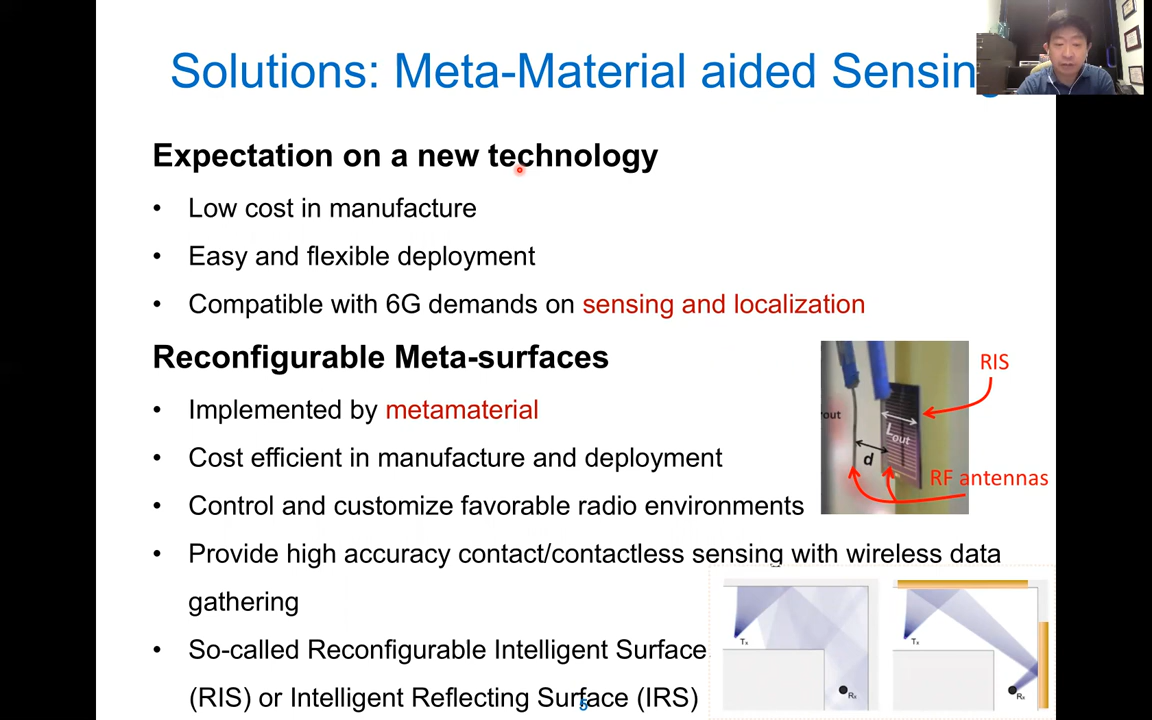 Solutions: Meta-Material aided Sensing
Expectation on a new technology
• Low cost in manufacture
• Easy and flexible deployment
• Compatible with 6G demands on sensing and localization
Reconfigurable Meta-surfaces
• Implemented by metamaterial
• Cost efficient in manufacture and deployment
• Control and customize favorable radio environments
• Provide high accuracy contact/contactless sensing with wireless data
gathering
• So-called Reconfigurable Intelligent Surface
(RIS) or Intelligent Reflecting Surface (IRS)
RIS
out
Lout
d
RF antennas
Tx
Rx
Tx
Rx
5